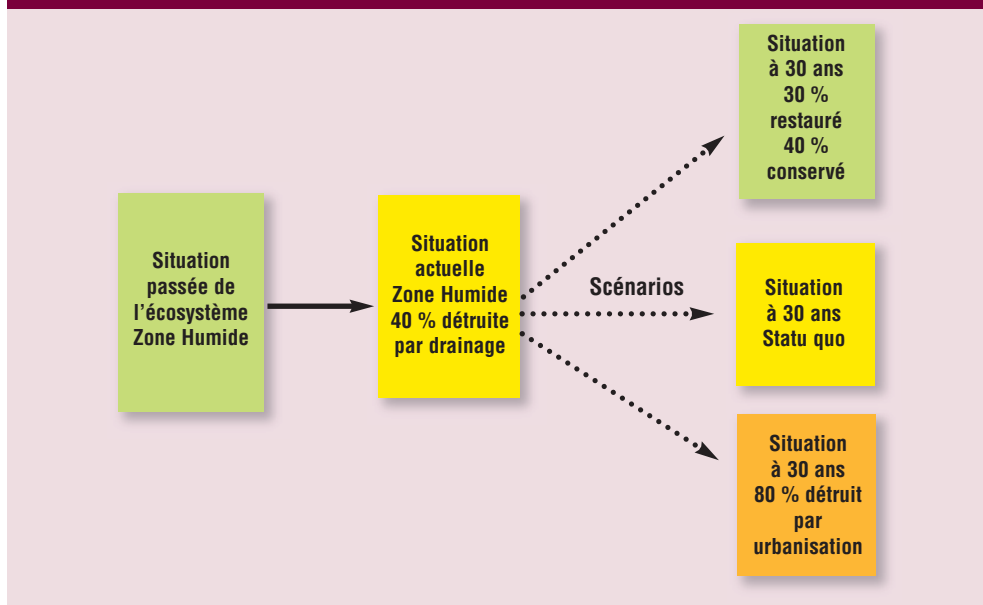 Situation
passée de
l'écosystème
Zone Humide
Situation
actuelle
Zone Humide
40 % détruite
par drainage
Scénarios
Situation
à 30 ans
30 %
restauré
40 %
conservé
Situation
à 30 ans
Statu quo
Situation
à 30 ans
80 % détruit
par
urbanisation